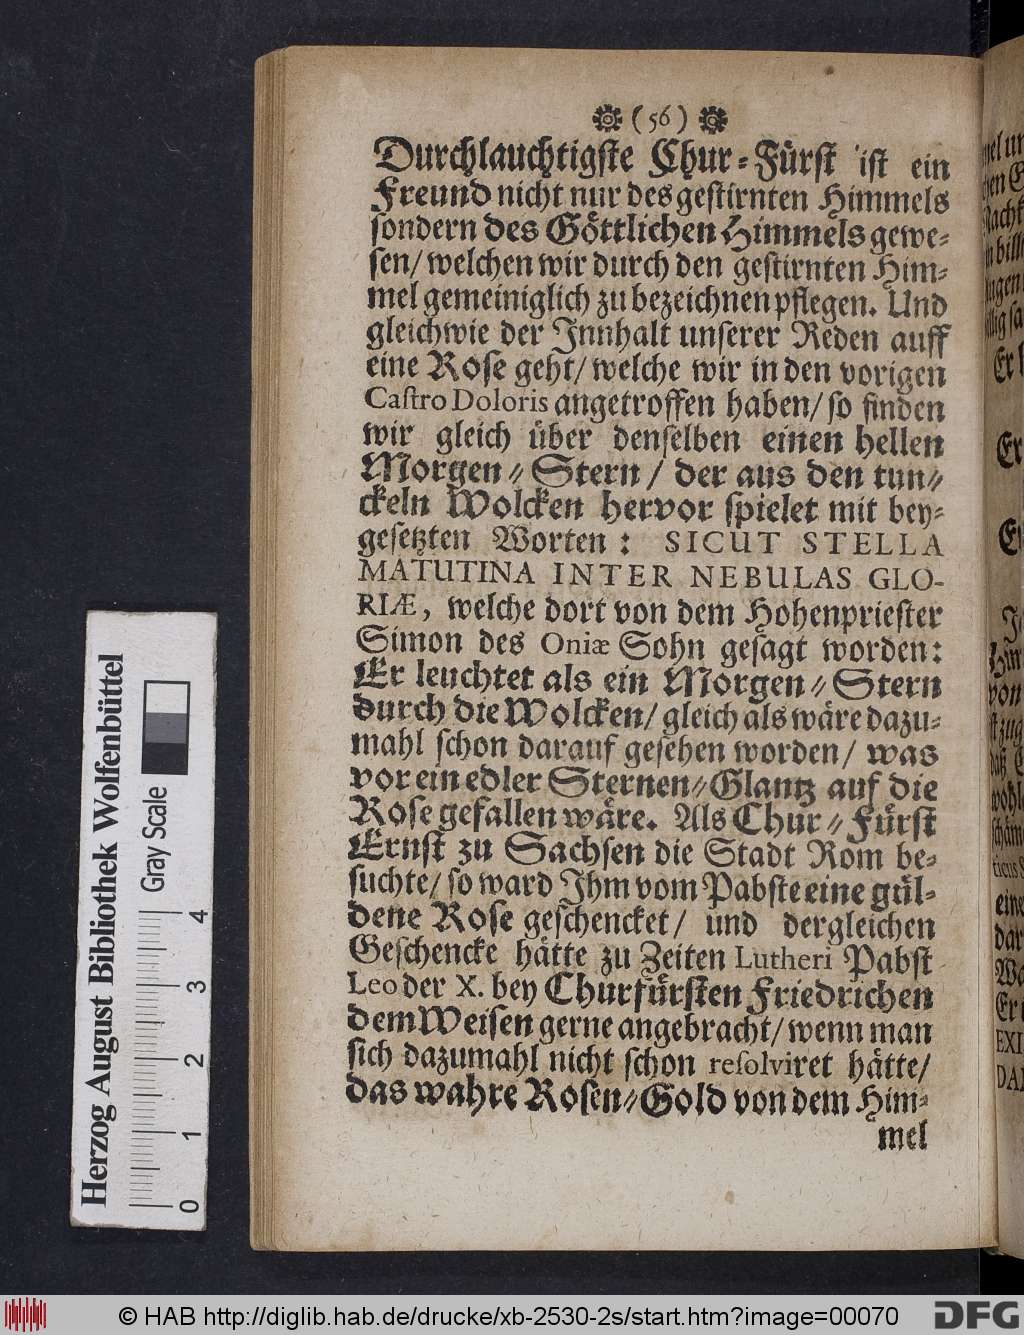 (56)
Durchlauchtigste Chur-Fürst ist ein
Freund nicht nur des gestirnten Himmels
sondern des Göttlichen Himmels gewe-
sen/ welchen wir durch den gestirnten Him-
mel gemeiniglich zu bezeichnen pflegen. Und
gleichwie der Innhalt unserer Reden auff
eine Rose geht/ welche wir in den vorigen
Castro Doloris angetroffen haben/ so finden
wir gleich über denselben einen hellen
Morgen-Stern / der aus den tun-
ckeln Wolcken hervor spielet mit bey-
gesetzten Worten: SICUT STELLA
MATUTINA INTER NEBULAS GLO-
RIÆ, welche dort von dem Hohenpriester
Simon des Oniæ Sohn gesagt worden:
Er leuchtet als ein Morgen-Stern
durch die Wolcken/ gleich als wäre dazu-
mahl schon darauf gesehen worden/ was
vor ein edler Sternen-Glantz auf die
Rose gefallen wäre. Als Chur-Fürst
Ernst zu Sachsen die Stadt Rom be-
suchte/ so ward Ihm vom Pabste eine gül-
dene Rose geschencket/ und dergleichen
Geschencke hätte zu Zeiten Lutheri Pabst
Leo der X. bey Churfürsten Friedrichen
dem Weisen gerne angebracht/ wenn man
sich dazumahl nicht schon resolviret hätte/
das wahre Rosen-Gold von dem Him-
mel
Herzog August Bibliothek Wolfenbüttel
Gray Scale
0 1 2 3 4
© HAB http://diglib.hab.de/drucke/xb-2530-2s/start.htm?image=00070
DFG